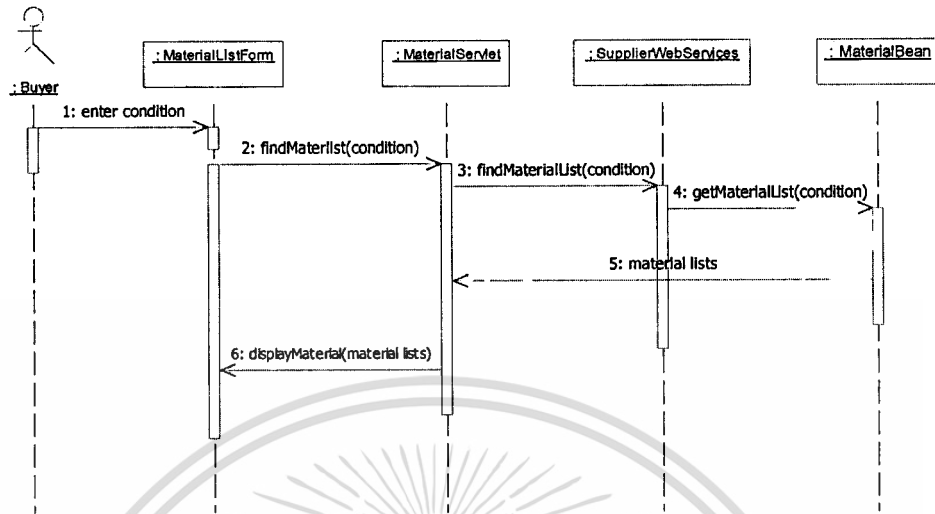 : MaterialListForm
: MaterialServlet
: SupplierWebServices
: MaterialBean
: Buyer
1: enter condition
2: findMaterlist(condition)
3: findMaterialList(condition)
4: getMaterialList(condition)
5: material lists
6: displayMaterial(material lists)